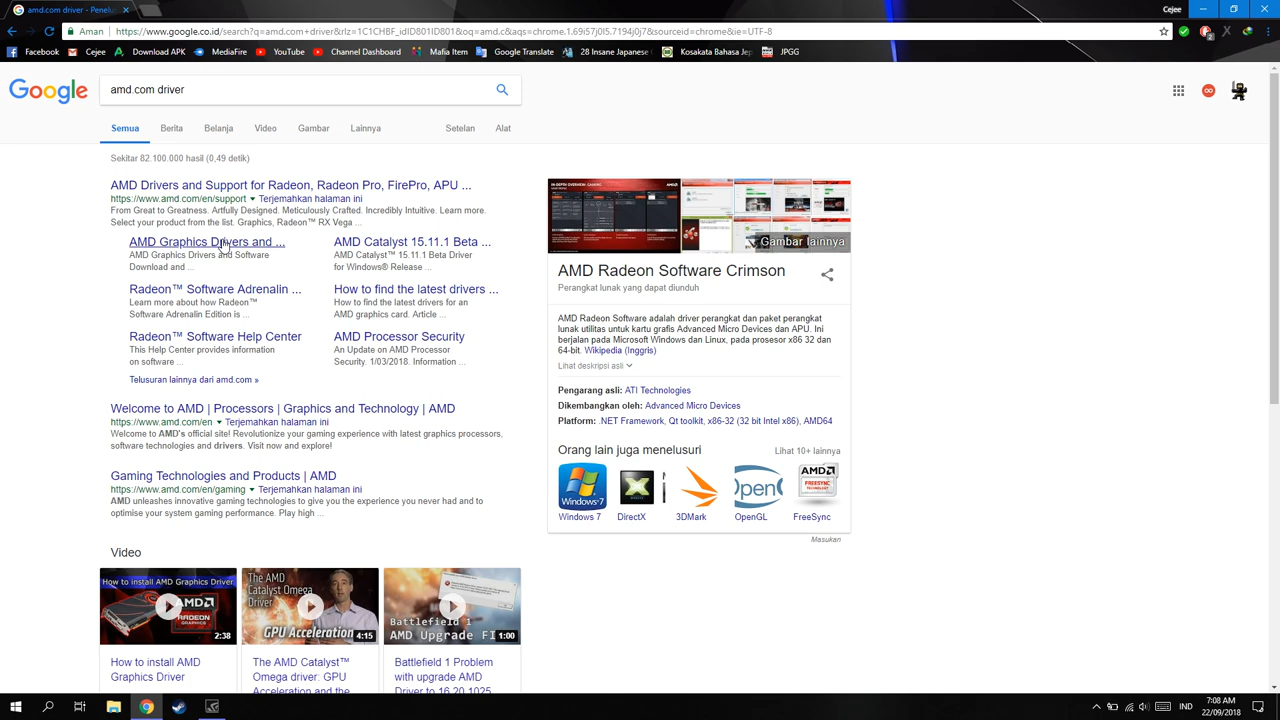 amd.com driver - Penelu
Cejee
Aman
https://www.google.co.id/search?q=amd.com+driver&rlz=1C1CHBF_idID801ID801&oq=amd.c&aqs=chrome.1.69i57j0l5.7194j0j7&sourceid=chrome&ie=UTF-8
Facebook
Cejee
Download APK
MediaFire
YouTube
Channel Dashboard
Mafia Item
Google Translate
28 Insane Japanese
Kosakata Bahasa Jep
JPGG
Google
amd.com driver
Semua
Berita
Belanja
Video
Gambar
Lainnya
Setelan
Alat
Sekitar 82.100.000 hasil (0,49 detik)
AMD Drivers and Support for Radeon, Radeon Pro, FirePro, APU ...
https://www.amd.com/en/support ▾ Terjemahkan halaman ini
From Great to Greatness. Artfully Designed. Meticulously Crafted. Incredibly Intuitive. Learn more.
Select your product from the list. Graphics, Radeon™ RX Vega ...
AMD Graphics Drivers and ...
AMD Graphics Drivers and Software
Download and ...
AMD Catalyst 15.11.1 Beta ...
AMD Catalyst™ 15.11.1 Beta Driver
for Windows® Release ...
Radeon™ Software Adrenalin ...
Learn more about how Radeon™
Software Adrenalin Edition is ...
How to find the latest drivers ...
How to find the latest drivers for an
AMD graphics card. Article ...
Radeon™ Software Help Center
This Help Center provides information
on software ...
AMD Processor Security
An Update on AMD Processor
Security. 1/03/2018. Information ...
Telusuran lainnya dari amd.com »
Welcome to AMD | Processors | Graphics and Technology | AMD
https://www.amd.com/en ▾ Terjemahkan halaman ini
Welcome to AMD's official site! Revolutionize your gaming experience with latest graphics processors,
software technologies and drivers. Visit now and explore!
Gaming Technologies and Products | AMD
https://www.amd.com/en/gaming ▾ Terjemahkan halaman ini
AMD unleashes innovative gaming technologies to give you the experience you never had and to
optimise your system gaming performance. Play high ...
Video
How to install AMD Graphics Driver
AMD
RADEON
2:38
How to install AMD
Graphics Driver
The AMD
Catalyst Omega
Driver
GPU Acceleration
4:15
The AMD Catalyst™
Omega driver: GPU
Acceleration and the
Battlefield 1
AMD Upgrade FI
1:00
Battlefield 1 Problem
with upgrade AMD
Driver to 16.20.1025
Gambar lainnya
AMD Radeon Software Crimson
Perangkat lunak yang dapat diunduh
AMD Radeon Software adalah driver perangkat dan paket perangkat
lunak utilitas untuk kartu grafis Advanced Micro Devices dan APU. Ini
berjalan pada Microsoft Windows dan Linux, pada prosesor x86 32 dan
64-bit. Wikipedia (Inggris)
Lihat deskripsi asli
Pengarang asli: ATI Technologies
Dikembangkan oleh: Advanced Micro Devices
Platform: .NET Framework, Qt toolkit, x86-32 (32 bit Intel x86), AMD64
Orang lain juga menelusuri
Lihat 10+ lainnya
Windows 7
Open
AMD
FREESYNC
Windows 7
DirectX
3DMark
OpenGL
FreeSync
Masukan
IND
7:08 AM
22/09/2018